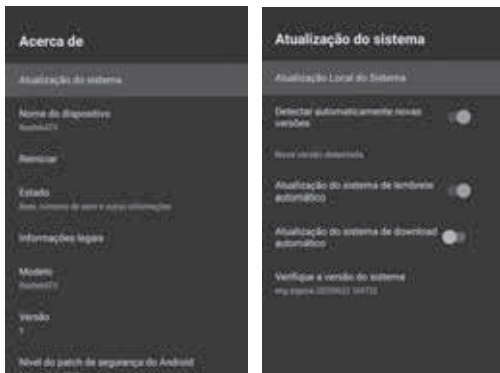 Acerca de
Atualização do sistema
Nome do dispositivo
Reiniciar
Estado
Informações legais
Modelo
Versão
9
Nível do patch de segurança do Android
Atualização do sistema
Atualização Local do Sistema
Detectar automaticamente novas
versões
Nova versão detectada
Atualização do sistema de lembrete
automático
Atualização do sistema de download
automático
Verifique a versão do sistema